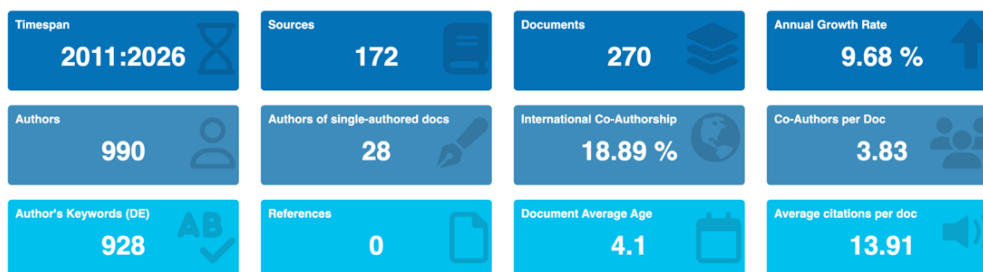 Timespan
2011:2026
Sources
172
Documents
270
Annual Growth Rate
9.68 %
Authors
990
Authors of single-authored docs
28
International Co-Authorship
18.89 %
Co-Authors per Doc
3.83
Author's Keywords (DE)
928
AB
References
0
Document Average Age
4.1
Average citations per doc
13.91